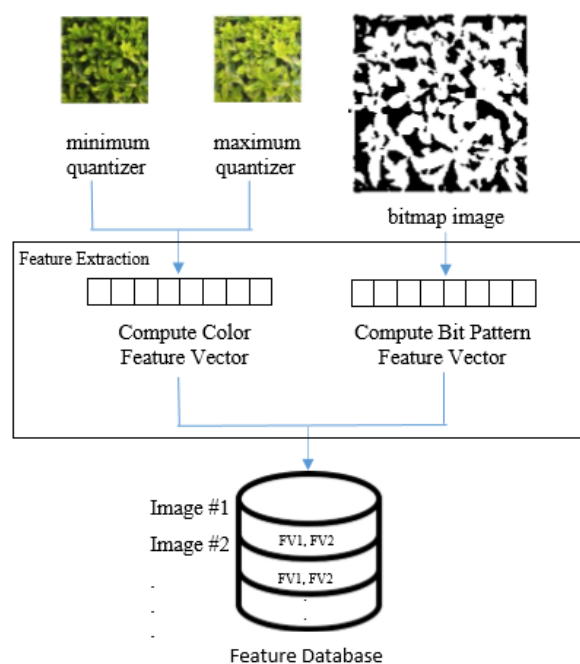 minimum
quantizer
maximum
quantizer
bitmap image
Feature Extraction
Compute Color
Feature Vector
Compute Bit Pattern
Feature Vector
Image #1
FV1, FV2
Image #2
FV1, FV2
.
.
.
.
.
Feature Database